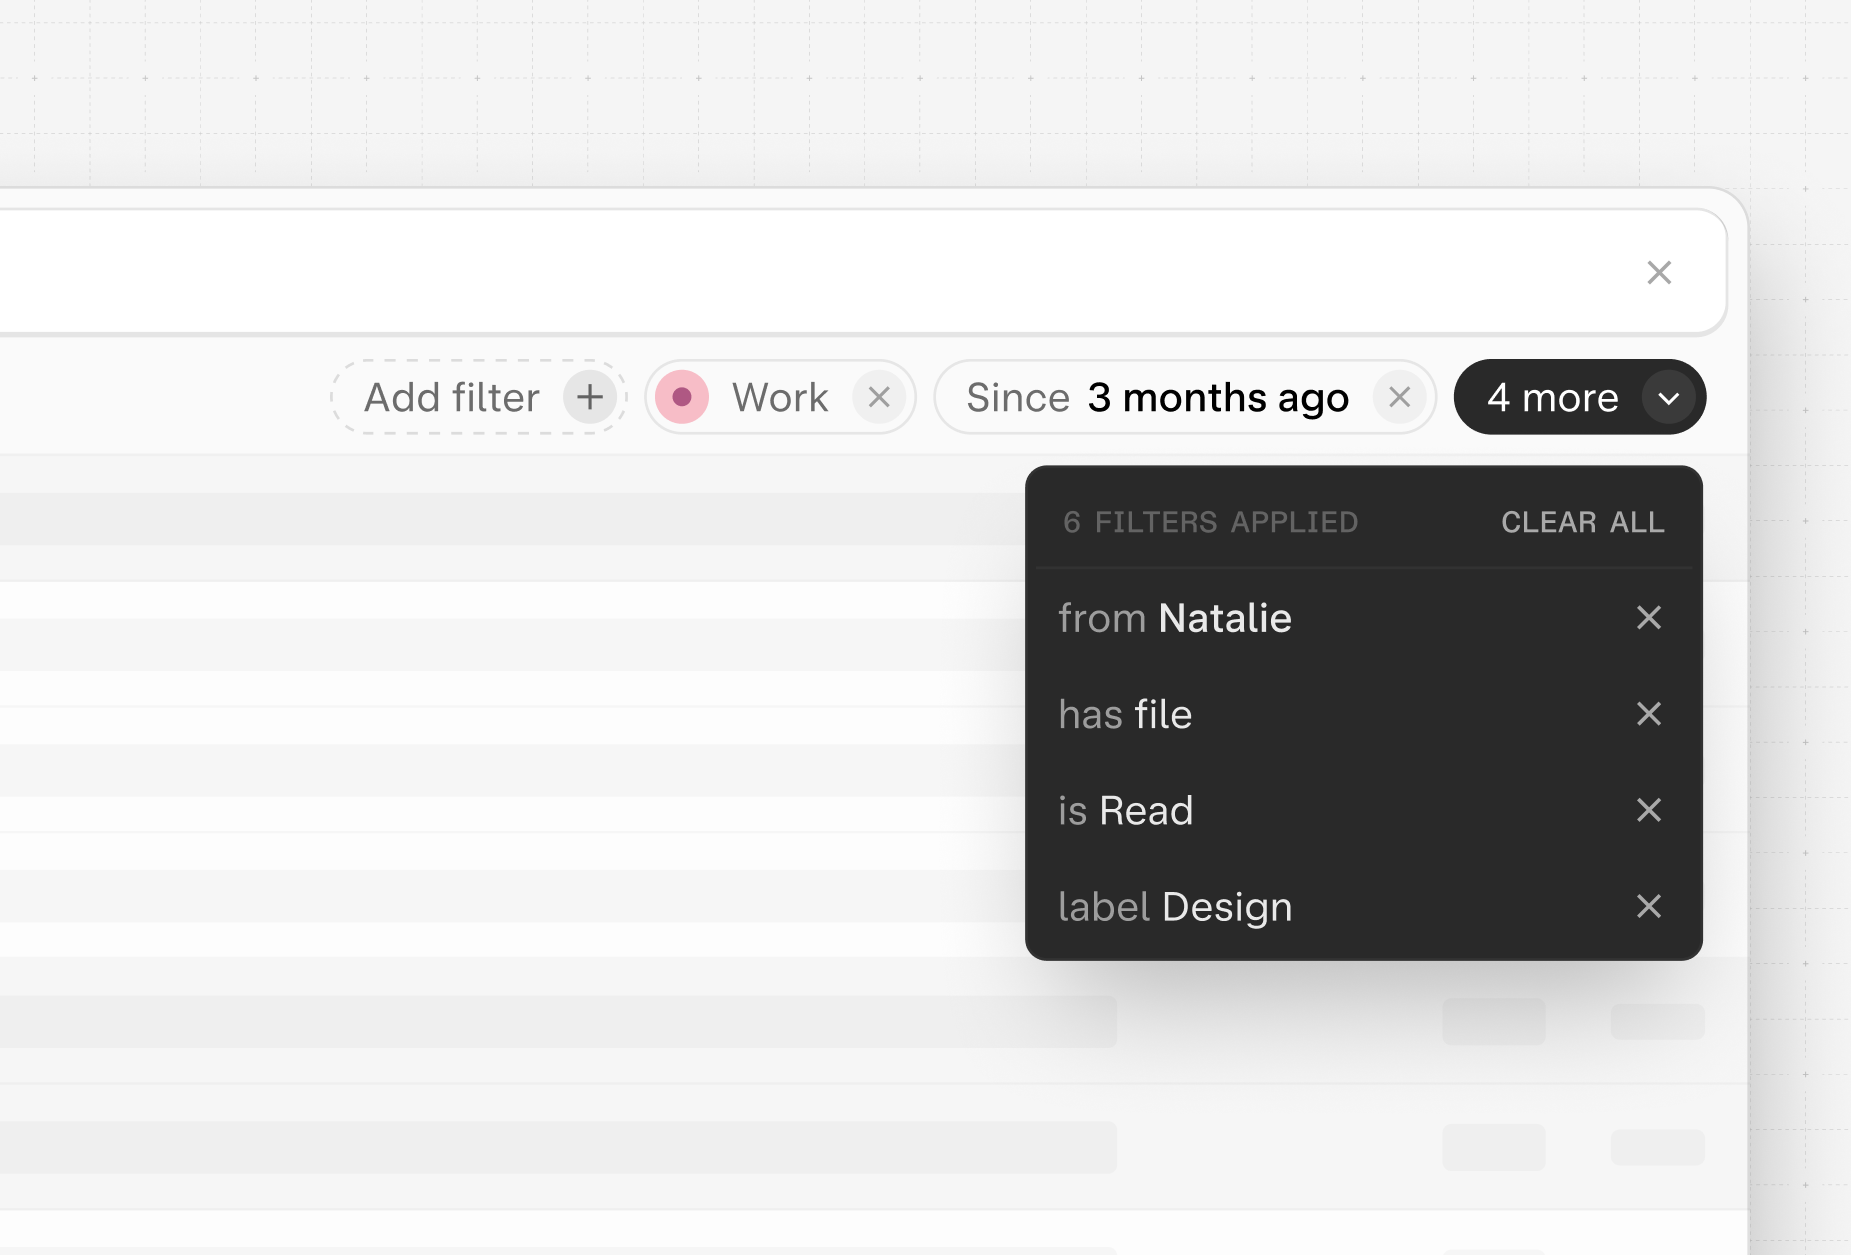 Add filter Work Since 3 months ago 4 more
6 FILTERS APPLIED CLEAR ALL
from Natalie
has file
is Read
label Design